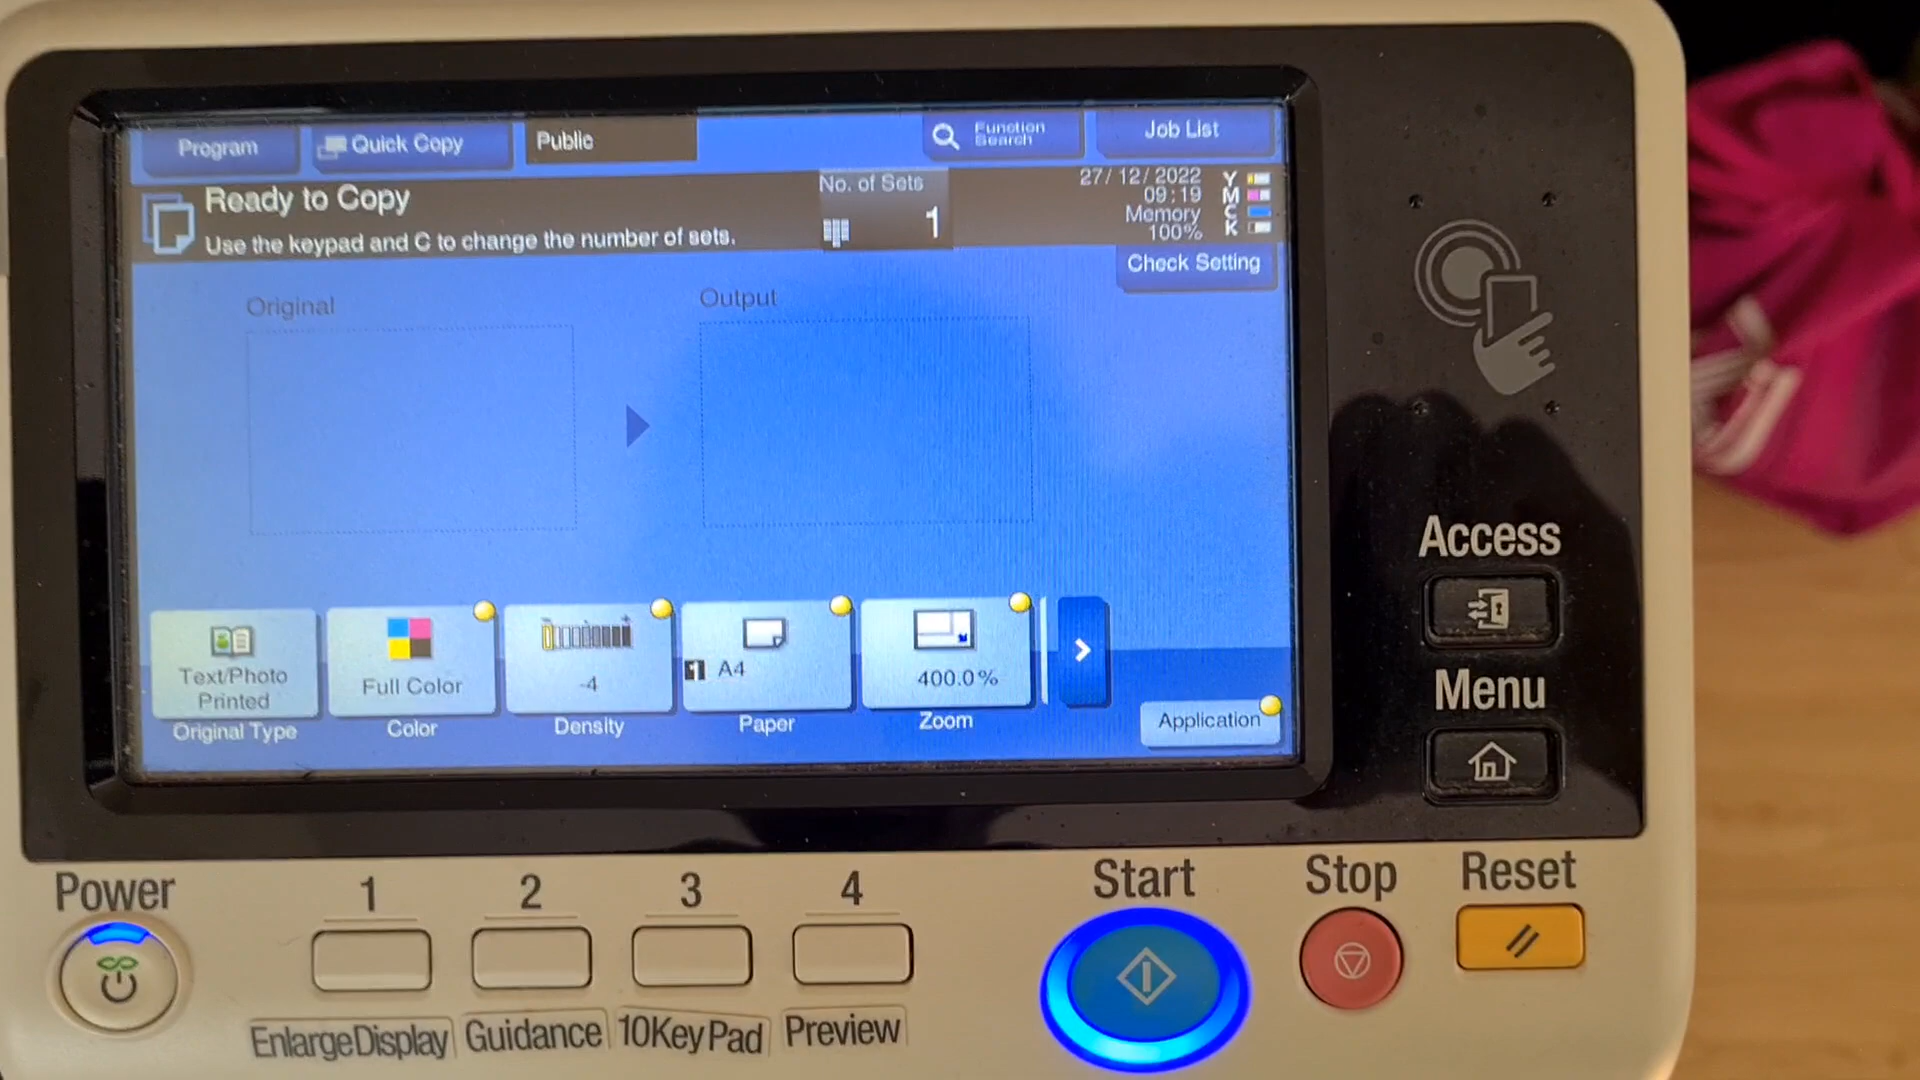 Program
Quick Copy
Public
Function Search
Job List
Ready to Copy
Use the keypad and C to change the number of sets.
No. of Sets
1
27/12/2022
09:19
Memory
100%
Y
M
C
K
Check Setting
Original
Output
Text/Photo
Printed
Original Type
Full Color
Color
-4
Density
1 A4
Paper
400.0%
Zoom
Application
Access
Menu
Power
1
2
3
4
Start
Stop
Reset
EnlargeDisplay
Guidance
10KeyPad
Preview